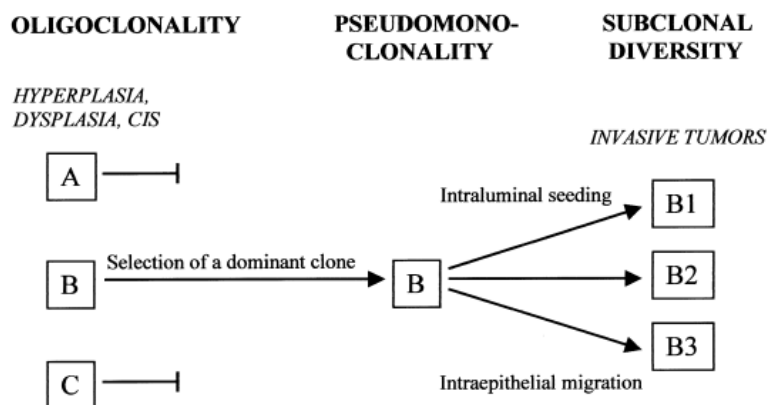 OLIGOCLONALITY
PSEUDOMONO-
CLONALITY
SUBCLONAL
DIVERSITY
HYPERPLASIA,
DYSPLASIA, CIS
INVASIVE TUMORS
A
Intraluminal seeding
B1
B
Selection of a dominant clone
B
B2
B3
C
Intraepithelial migration